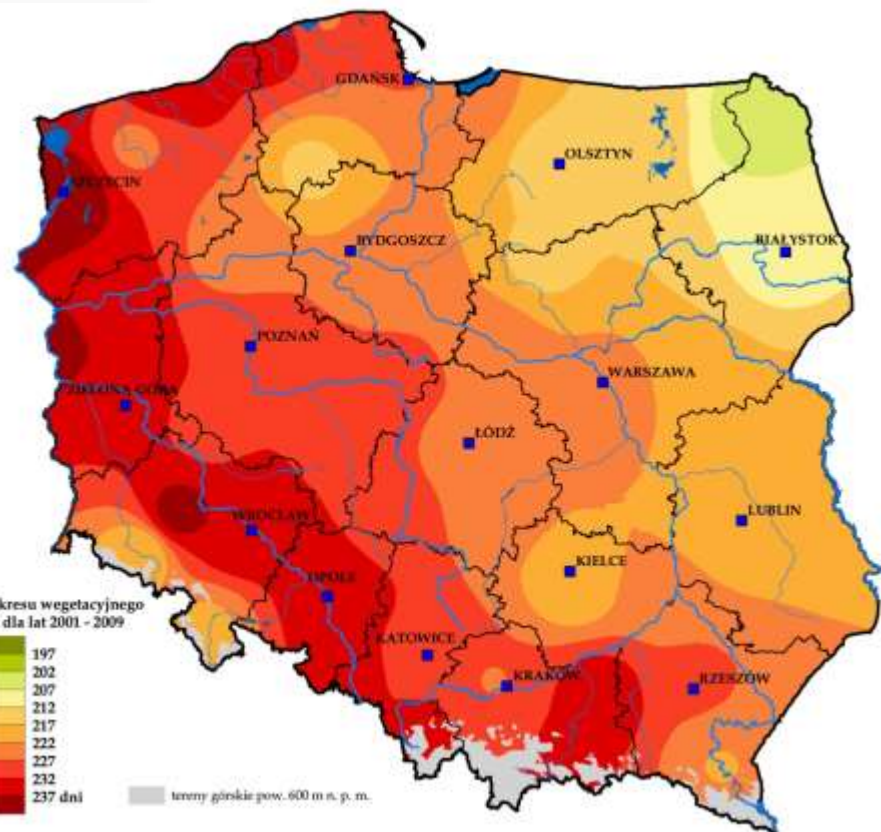 GDAŃSK
OLSZTYN
SZCZECIN
BYDGOSZCZ
BIAŁYSTOK
POZNAŃ
WARSZAWA
ZIELONA GÓRA
ŁÓDŹ
WROCŁAW
LUBLIN
KIELCE
OPOLE
KATOWICE
KRAKÓW
RZESZÓW
kresu wegetacyjnego
dla lat 2001 - 2009
197
202
207
212
217
222
227
232
237 dni
tereny górskie pow. 600 m n. p. m.